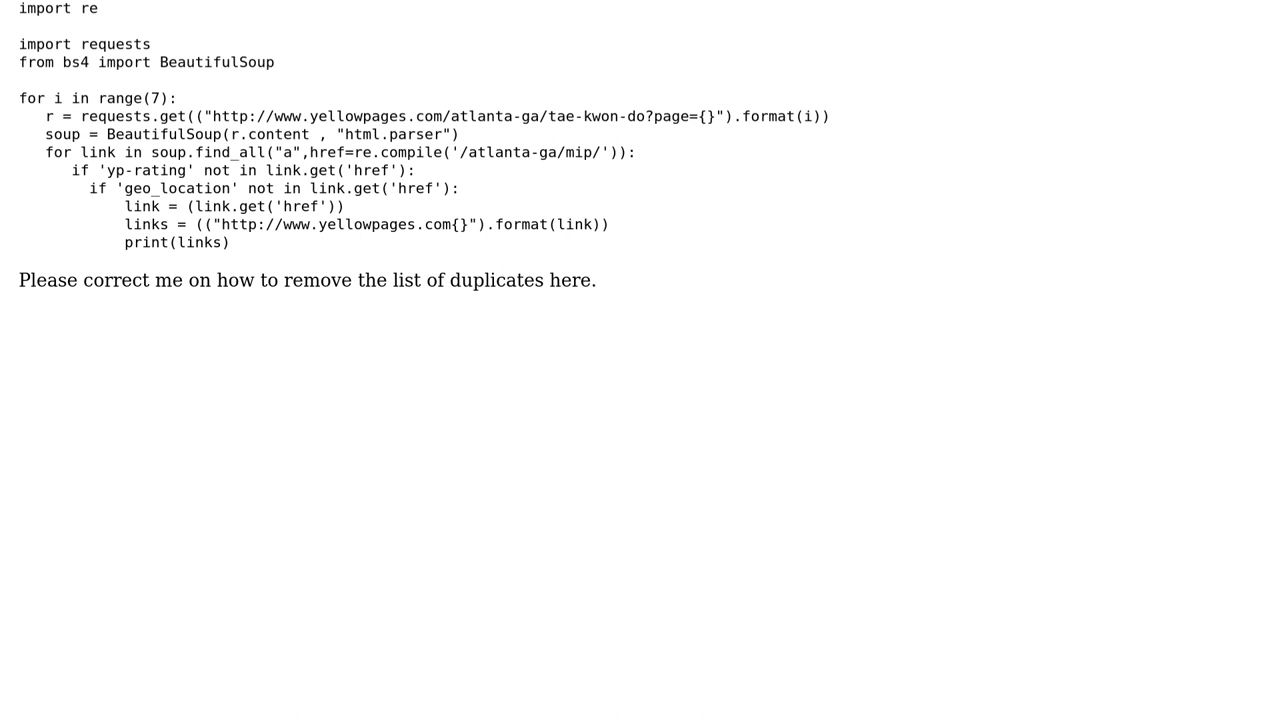 import re

import requests
from bs4 import BeautifulSoup

for i in range(7):
   r = requests.get(("http://www.yellowpages.com/atlanta-ga/tae-kwon-do?page={}").format(i))
   soup = BeautifulSoup(r.content , "html.parser")
   for link in soup.find_all("a",href=re.compile('/atlanta-ga/mip/')):
      if 'yp-rating' not in link.get('href'):
        if 'geo_location' not in link.get('href'):
            link = (link.get('href'))
            links = (("http://www.yellowpages.com{}").format(link))
            print(links)

Please correct me on how to remove the list of duplicates here.